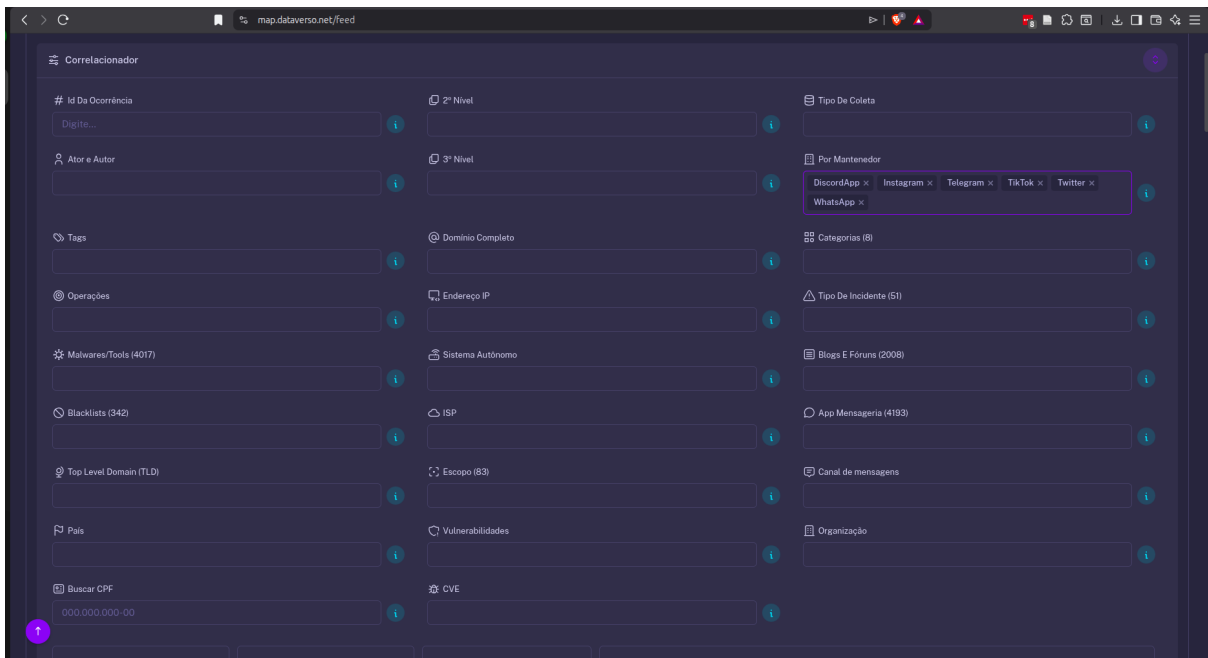 map.dataverso.net/feed
Correlacionador
Id Da Ocorrência
2º Nível
Tipo De Coleta
Digite...
Ator e Autor
3º Nível
Por Mantenedor
DiscordApp × Instagram × Telegram × TikTok × Twitter ×
WhatsApp ×
Tags
Domínio Completo
Categorias (8)
Operações
Endereço IP
Tipo De Incidente (51)
Malwares/Tools (4017)
Sistema Autônomo
Blogs E Fóruns (2008)
Blacklists (342)
ISP
App Mensageria (4193)
Top Level Domain (TLD)
Escopo (83)
Canal de mensagens
País
Vulnerabilidades
Organização
Buscar CPF
CVE
000.000.000-00